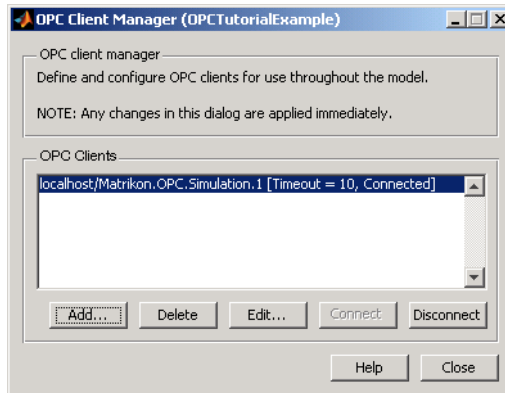 OPC Client Manager (OPCTutorialExample)
OPC client manager
Define and configure OPC clients for use throughout the model.
NOTE: Any changes in this dialog are applied immediately.
OPC Clients
localhost/Matrikon.OPC.Simulation.1 [Timeout = 10, Connected]
Add... Delete Edit... Connect Disconnect
Help Close